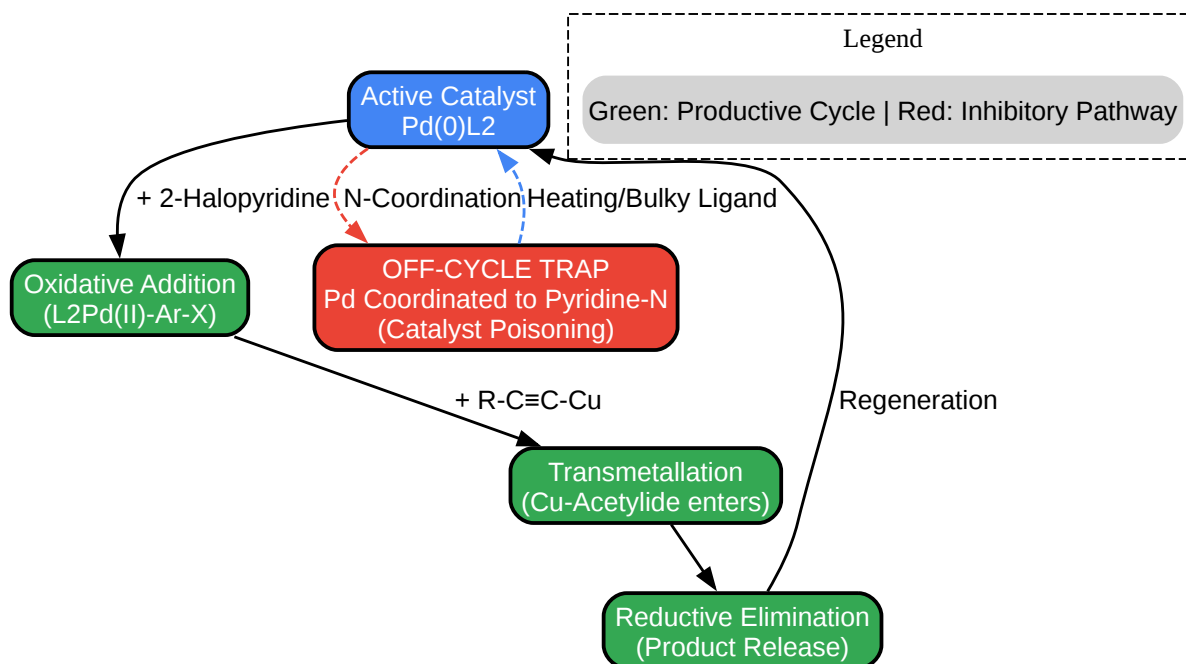 Legend
Green: Productive Cycle | Red: Inhibitory Pathway
Active Catalyst
Pd(0)L2
+ 2-Halopyridine
N-Coordination
Heating/Bulky Ligand
Oxidative Addition
(L2Pd(II)-Ar-X)
OFF-CYCLE TRAP
Pd Coordinated to Pyridine-N
(Catalyst Poisoning)
+ R-C≡C-Cu
Regeneration
Transmetallation
(Cu-Acetylide enters)
Reductive Elimination
(Product Release)